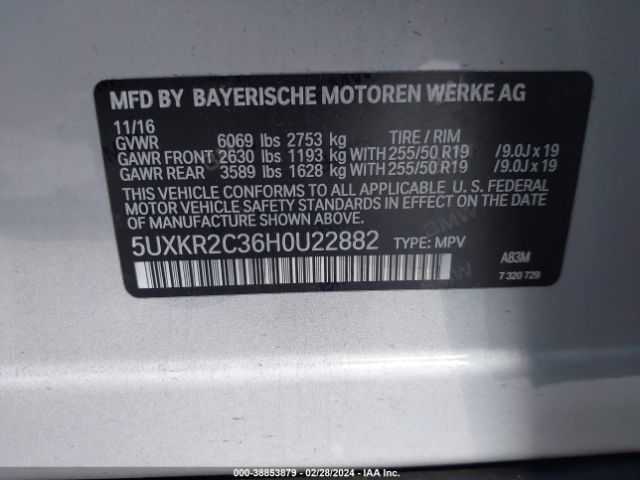 MFD BY BAYERISCHE MOTOREN WERKE AG
11/16
GVWR 6069 lbs 2753 kg TIRE / RIM
GAWR FRONT 2630 lbs 1193 kg WITH 255/50 R19 /9.0J x 19
GAWR REAR 3589 lbs 1628 kg WITH 255/50 R19 /9.0J x 19
THIS VEHICLE CONFORMS TO ALL APPLICABLE U. S. FEDERAL
MOTOR VEHICLE SAFETY STANDARDS IN EFFECT ON THE DATE
OF MANUFACTURE SHOWN ABOVE.
5UXKR2C36H0U22882 TYPE: MPV
A83M
7 320 729
000-38853879 | 02/28/2024 | IAA Inc.